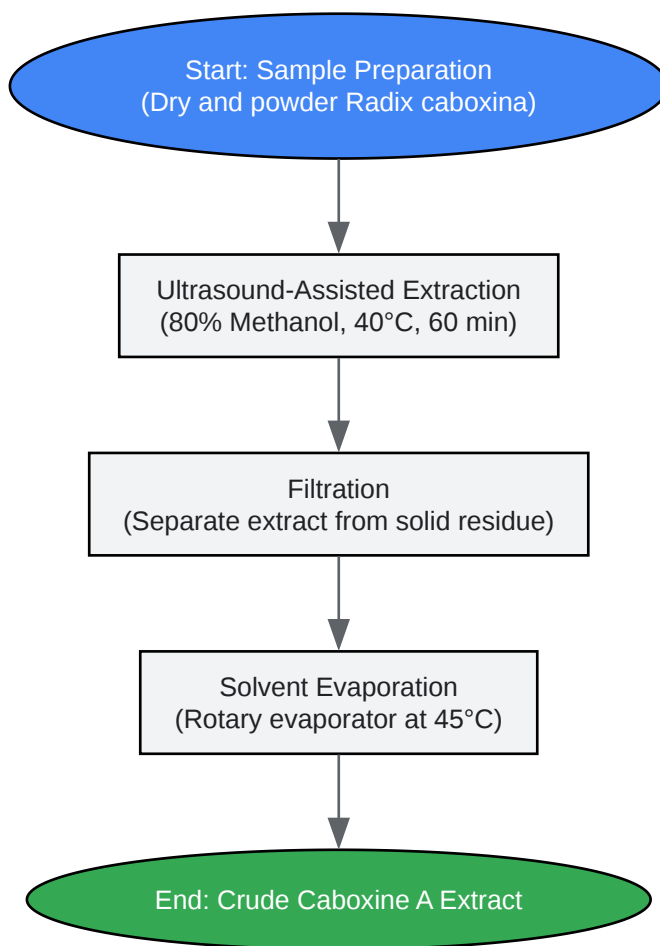 Start: Sample Preparation
(Dry and powder Radix caboxina)
Ultrasound-Assisted Extraction
(80% Methanol, 40°C, 60 min)
Filtration
(Separate extract from solid residue)
Solvent Evaporation
(Rotary evaporator at 45°C)
End: Crude Caboxine A Extract